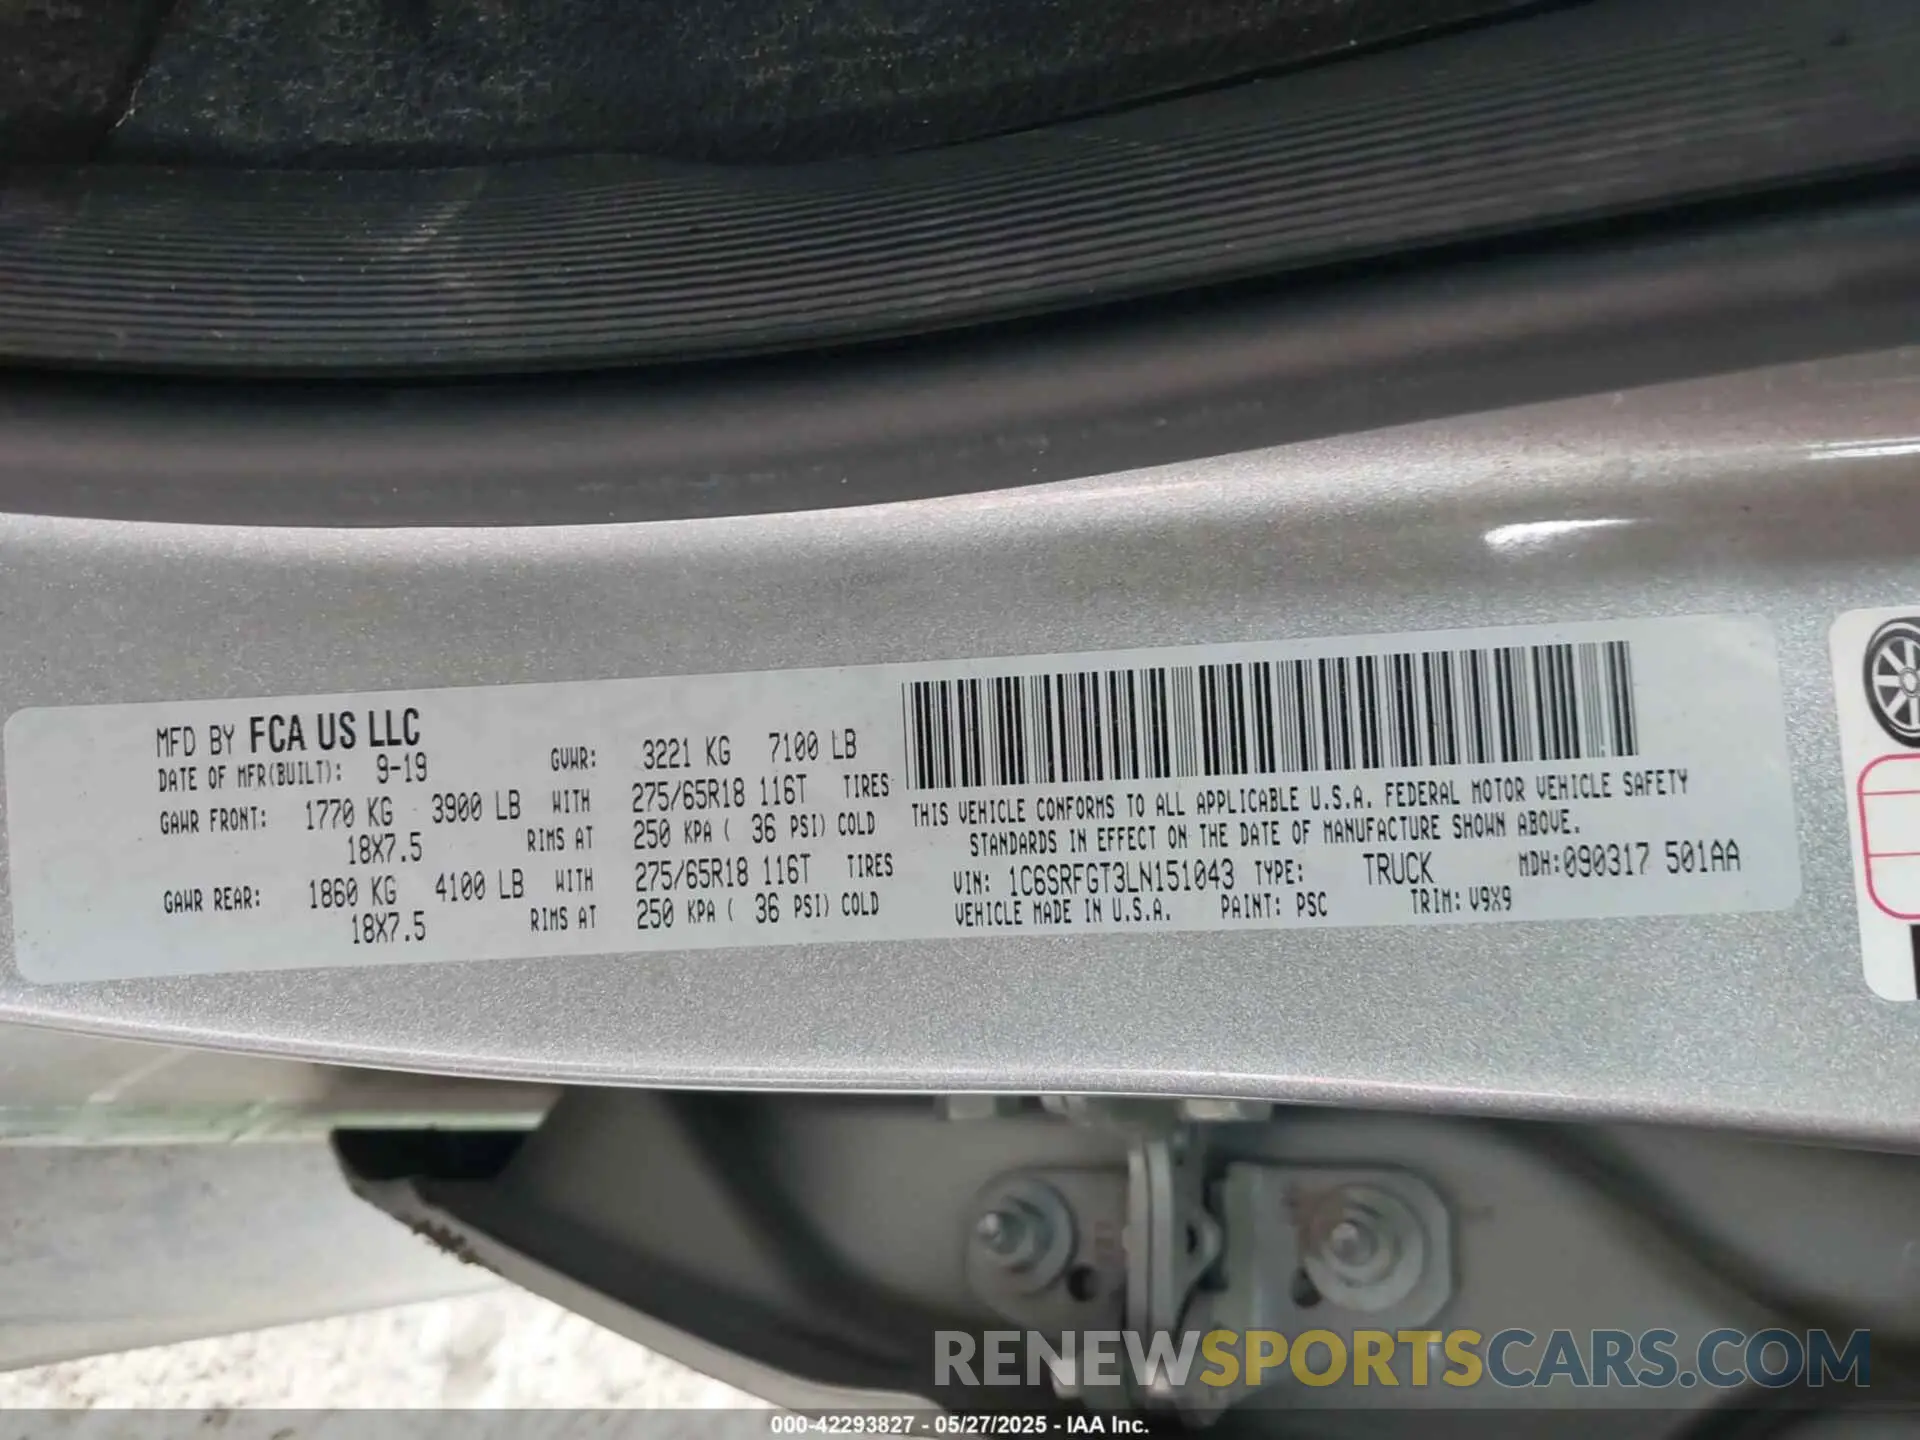 MFD BY FCA US LLC
DATE OF MFR(BUILT): 9-19
GVWR: 3221 KG 7100 LB
GAWR FRONT: 1770 KG 3900 LB WITH 275/65R18 116T TIRES
18X7.5 RIMS AT 250 KPA ( 36 PSI) COLD
GAWR REAR: 1860 KG 4100 LB WITH 275/65R18 116T TIRES
18X7.5 RIMS AT 250 KPA ( 36 PSI) COLD
THIS VEHICLE CONFORMS TO ALL APPLICABLE U.S.A. FEDERAL MOTOR VEHICLE SAFETY
STANDARDS IN EFFECT ON THE DATE OF MANUFACTURE SHOWN ABOVE.
VIN: 1C6SRFGT3LN151043 TYPE: TRUCK MDH:090317 501AA
VEHICLE MADE IN U.S.A. PAINT: PSC TRIM: V9X9
RENEWSPORTSCARS.COM
000-42293827 - 05/27/2025 - IAA Inc.